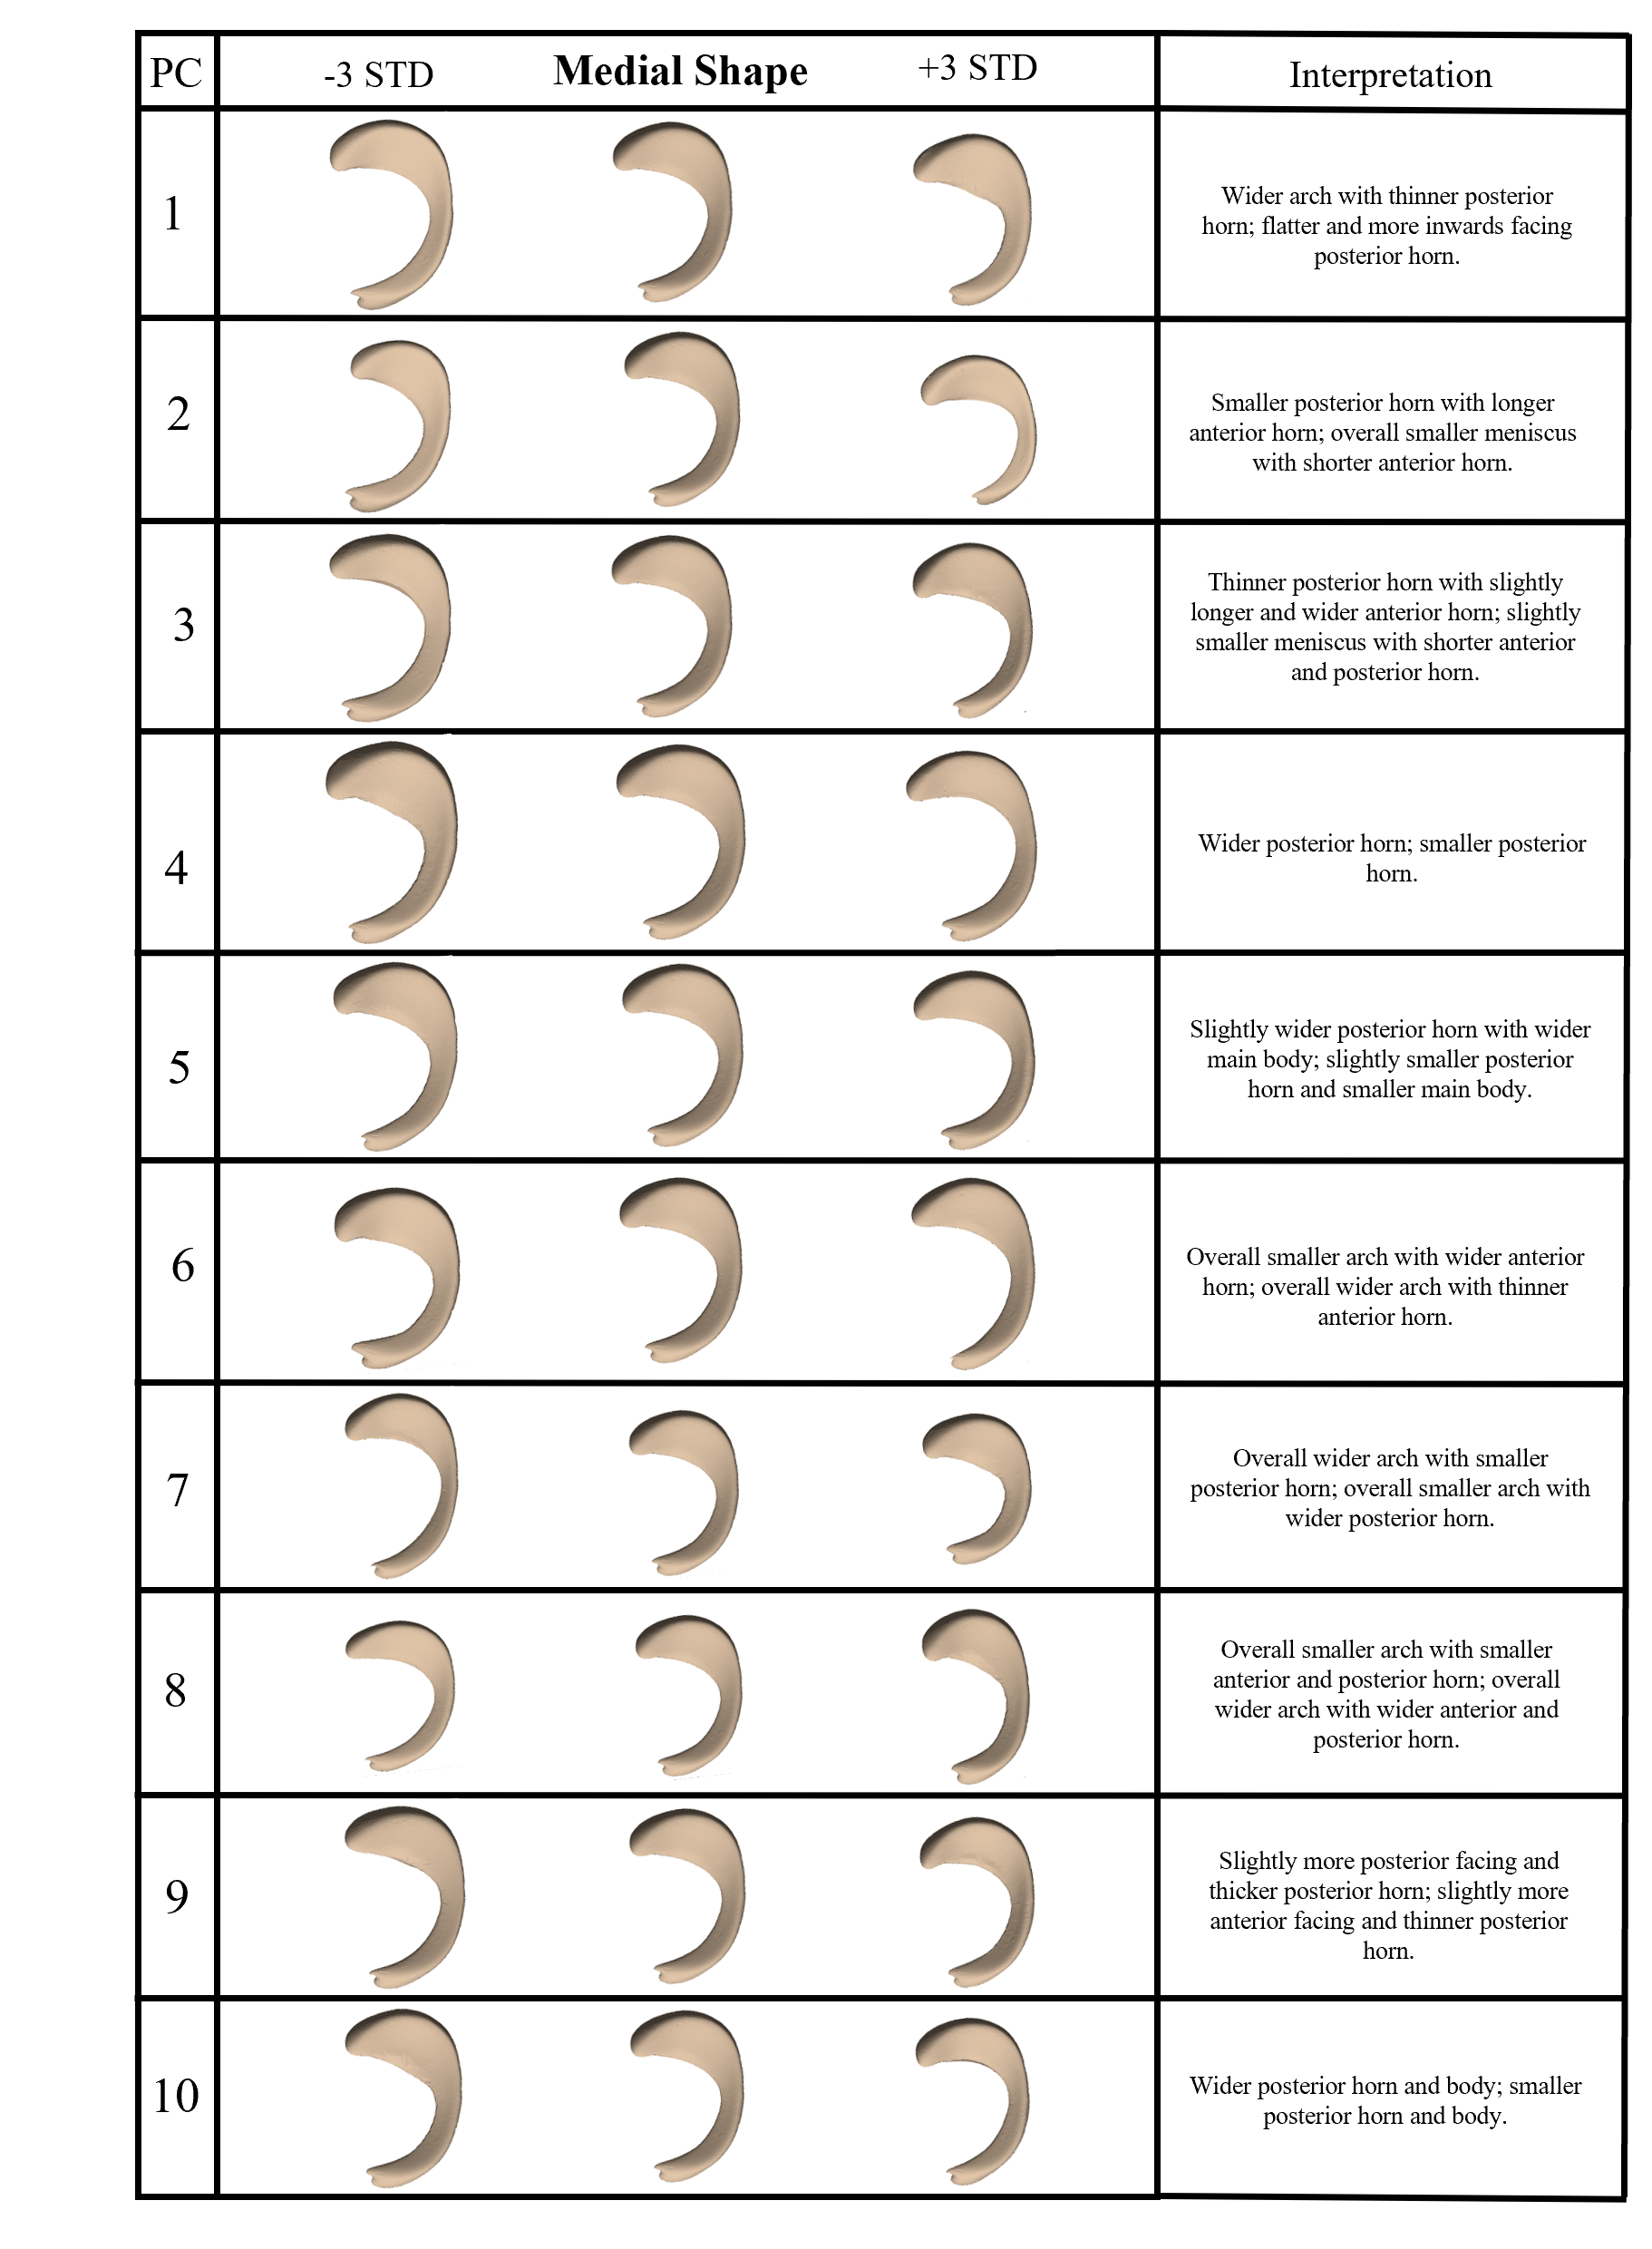 PC -3 STD Medial Shape +3 STD Interpretation
1
Wider arch with thinner posterior
horn; flatter and more inwards facing
posterior horn.
2
Smaller posterior horn with longer
anterior horn; overall smaller meniscus
with shorter anterior horn.
3
Thinner posterior horn with slightly
longer and wider anterior horn; slightly
smaller meniscus with shorter anterior
and posterior horn.
4
Wider posterior horn; smaller posterior
horn.
5
Slightly wider posterior horn with wider
main body; slightly smaller posterior
horn and smaller main body.
6
Overall smaller arch with wider anterior
horn; overall wider arch with thinner
anterior horn.
7
Overall wider arch with smaller
posterior horn; overall smaller arch with
wider posterior horn.
8
Overall smaller arch with smaller
anterior and posterior horn; overall
wider arch with wider anterior and
posterior horn.
9
Slightly more posterior facing and
thicker posterior horn; slightly more
anterior facing and thinner posterior
horn.
10
Wider posterior horn and body; smaller
posterior horn and body.